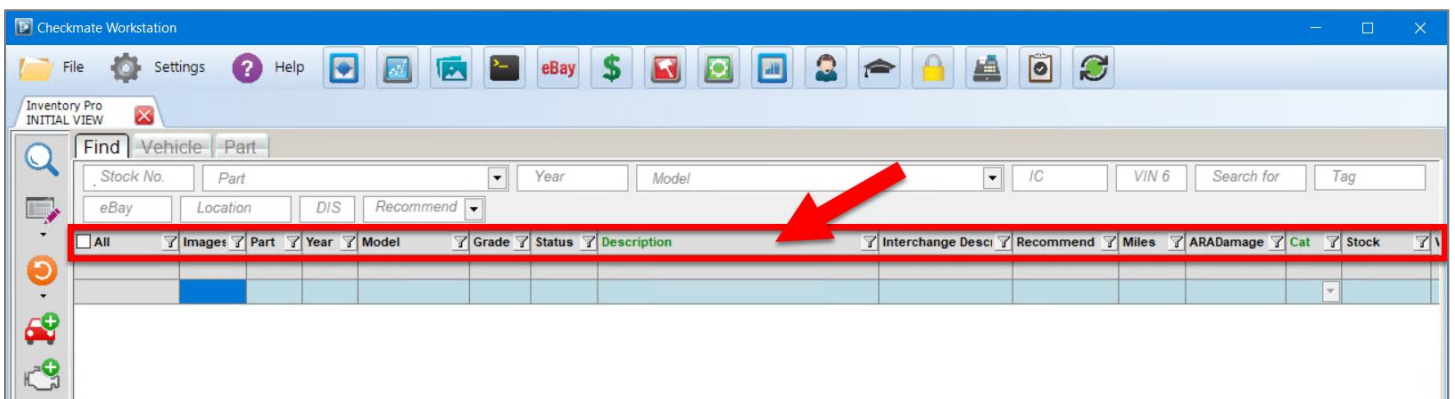 Checkmate Workstation
File Settings Help eBay $
Inventory Pro
INITIAL VIEW
Find Vehicle Part
Stock No. Part Year Model IC VIN 6 Search for Tag
eBay Location DIS Recommend
All Images Part Year Model Grade Status Description Interchange Descr Recommend Miles ARADamage Cat Stock